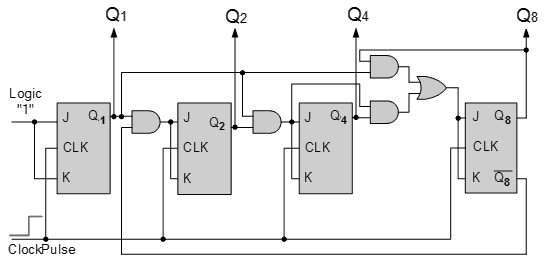 Q1 Q2 Q4 Q8
Logic
"1"
J Q1 J Q2 J Q4 J Q8
CLK CLK CLK CLK
K K K K Q8
ClockPulse